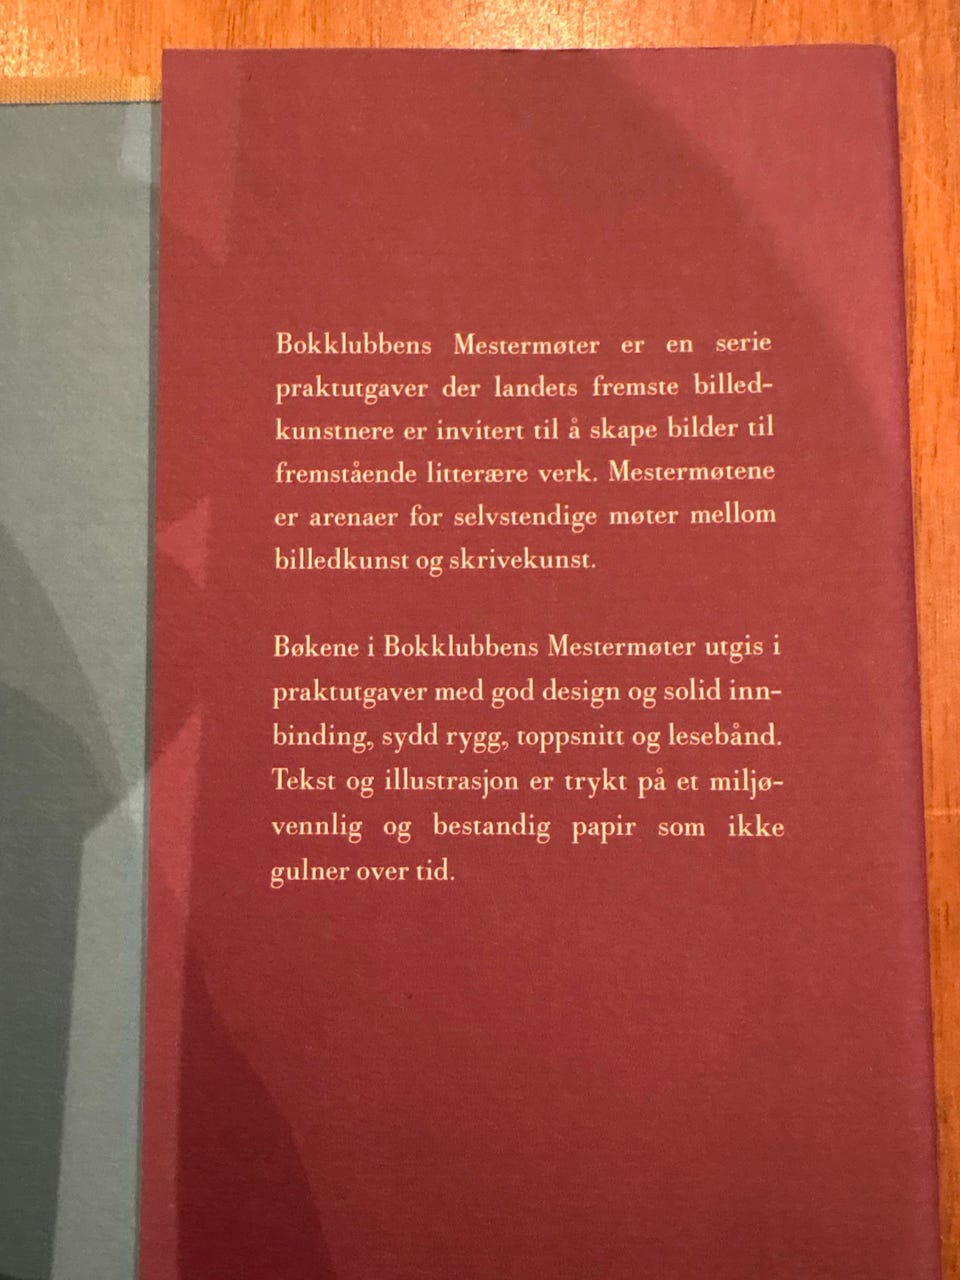 Bokklubbens Mestermøter er en serie
praktutgaver der landets fremste billed-
kunstnere er invitert til å skape bilder til
fremstående litterære verk. Mestermøtene
er arenaer for selvstendige møter mellom
billedkunst og skrivekunst.
Bøkene i Bokklubbens Mestermøter utgis i
praktutgaver med god design og solid inn-
binding, sydd rygg, toppsnitt og lesebånd.
Tekst og illustrasjon er trykt på et miljø-
vennlig og bestandig papir som ikke
gulner over tid.